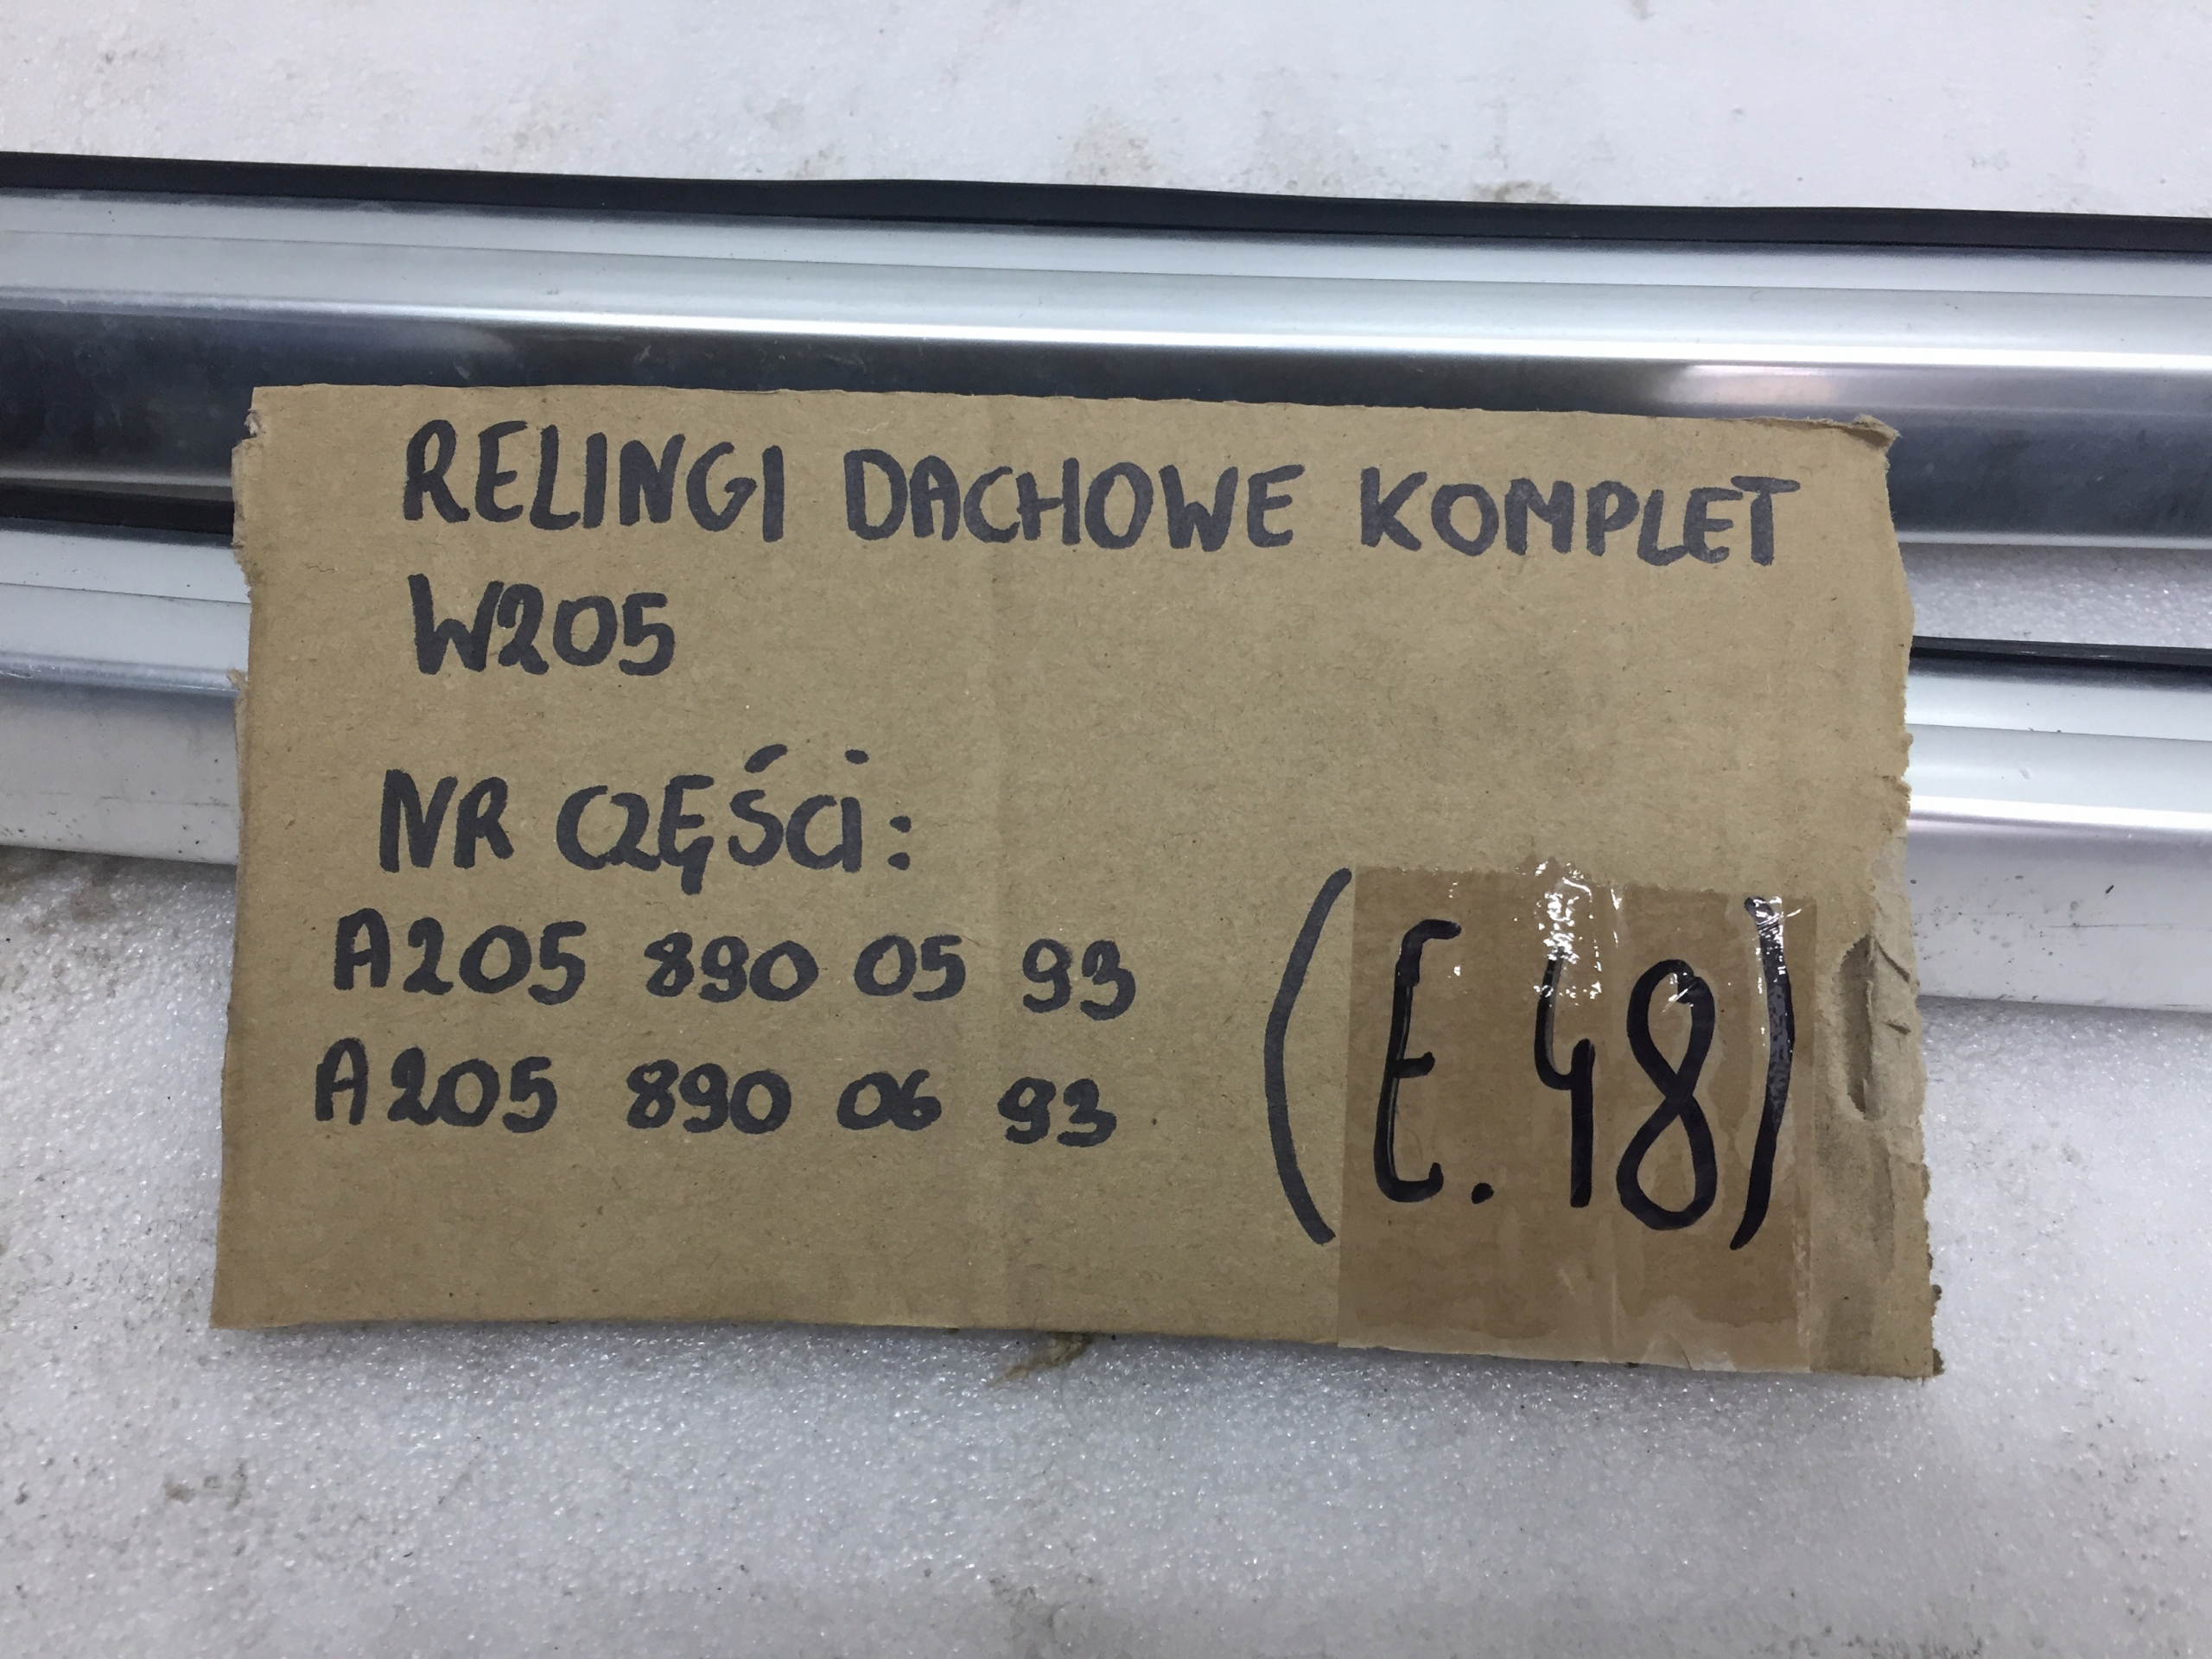 RELINGI DACHOWE KOMPLET
W205
NR CZĘŚCI:
A205 890 05 93
A205 890 06 93
(E.48)